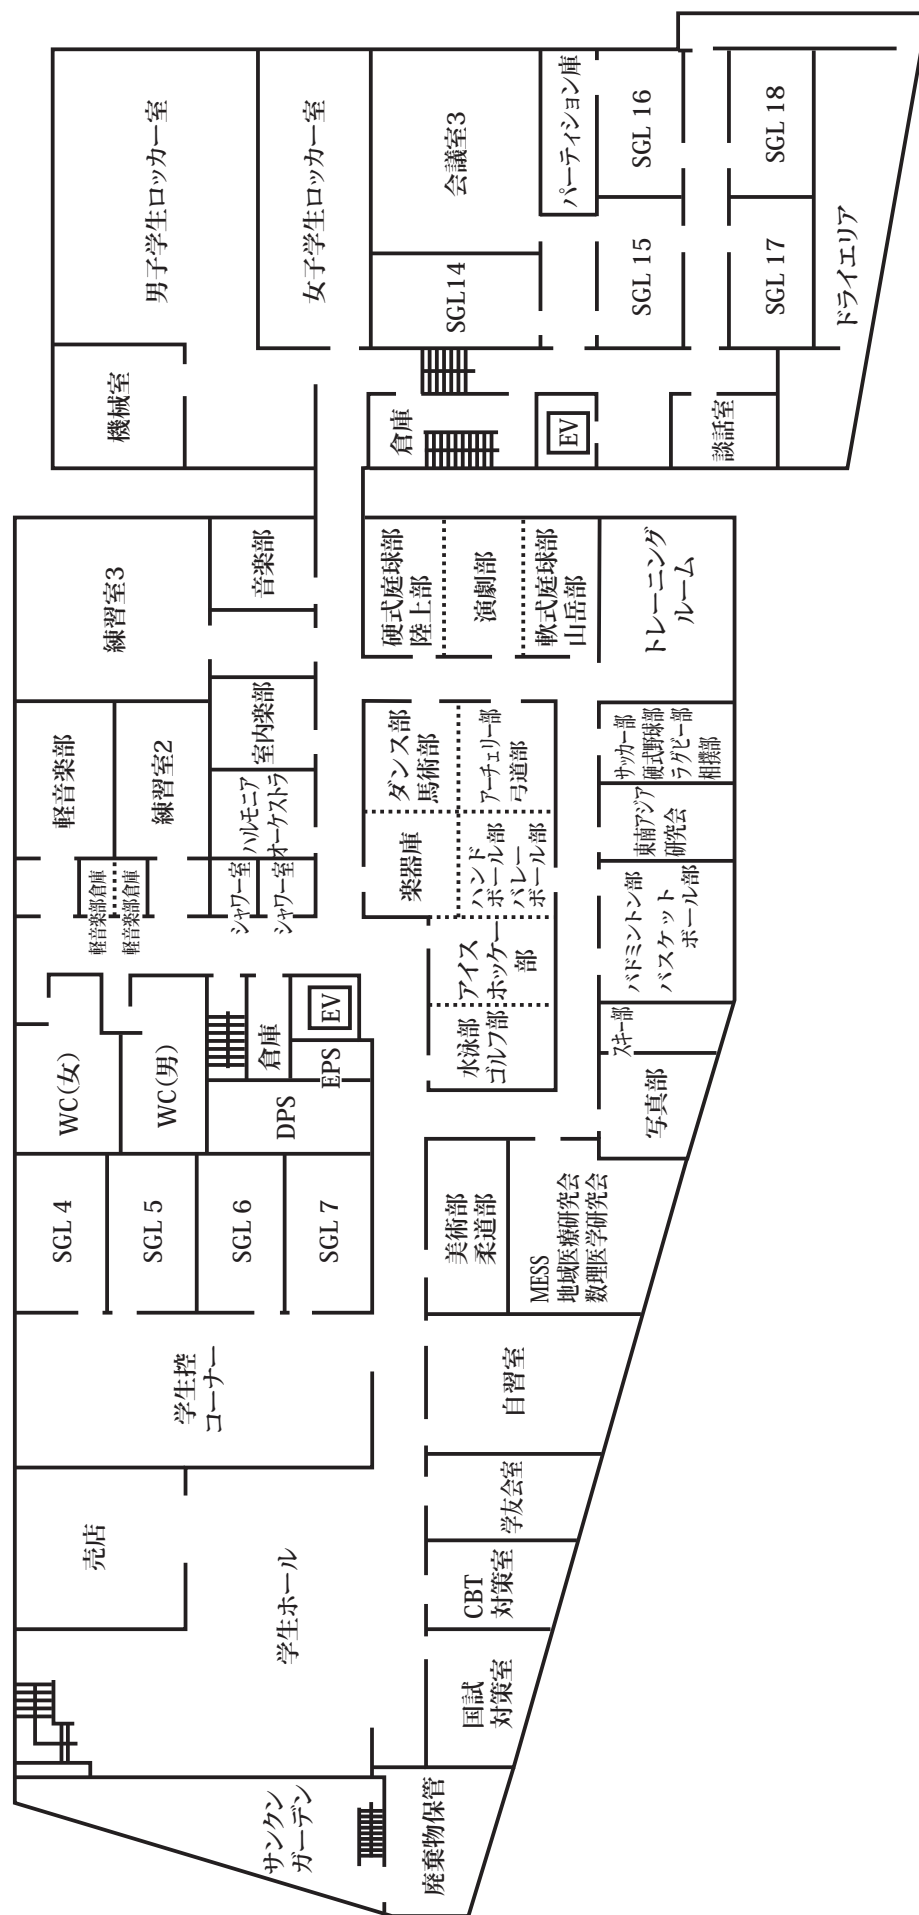 男子学生ロッカー室
女子学生ロッカー室
会議室3
パーティション庫
SGL 16
SGL 18
機械室
SGL14
SGL 15
SGL 17
ドライエリア
倉庫
EV
談話室
練習室3
音楽部
硬式庭球部
陸上部
演劇部
軟式庭球部
山岳部
トレーニング
ルーム
軽音楽部
練習室2
室内楽部
ハルモニア
オーケストラ
ダンス部
馬術部
アーチェリー部
弓道部
サッカー部
硬式野球部
ラグビー部
相撲部
軽音楽部倉庫
軽音楽部倉庫
シャワー室
シャワー室
楽器庫
ハンド
ボール部
バレー
ボール部
東南アジア
研究会
アイス
ホッケー
部
バドミントン部
バスケット
ボール部
WC(女)
WC(男)
倉庫
EV
EPS
DPS
水泳部
ゴルフ部
スキー部
写真部
SGL 4
SGL 5
SGL 6
SGL 7
美術部
柔道部
MESS
地域医療研究会
数理医学研究会
学生控
コーナー
自習室
売店
学生ホール
学友会室
CBT
対策室
国試
対策室
サンクン
ガーデン
廃棄物保管